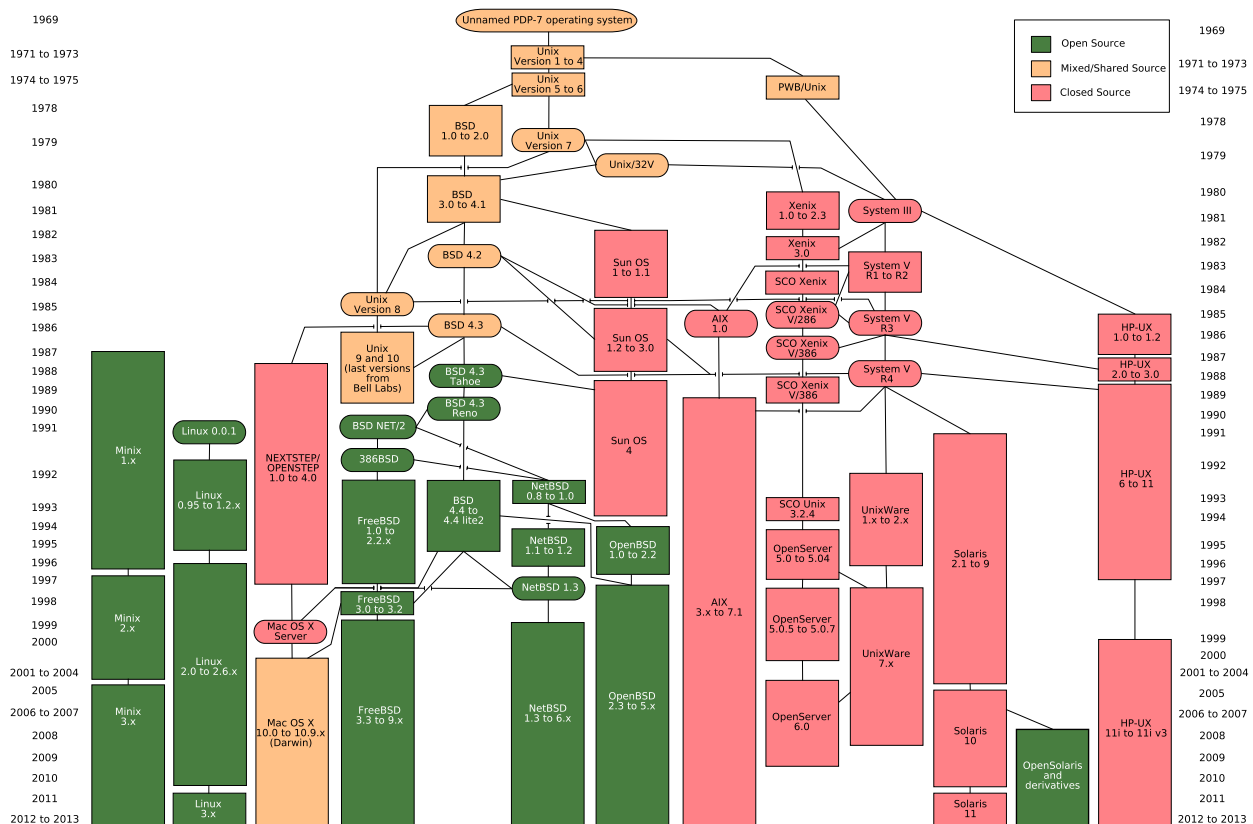 1969
1971 to 1973
1974 to 1975
1978
1979
1980
1981
1982
1983
1984
1985
1986
1987
1988
1989
1990
1991
1992
1993
1994
1995
1996
1997
1998
1999
2000
2001 to 2004
2005
2006 to 2007
2008
2009
2010
2011
2012 to 2013
Unnamed PDP-7 operating system
Unix
Version 1 to 4
Unix
Version 5 to 6
PWB/Unix
BSD
1.0 to 2.0
Unix
Version 7
Unix/32V
BSD
3.0 to 4.1
Xenix
1.0 to 2.3
System III
Xenix
3.0
BSD 4.2
Sun OS
1 to 1.1
System V
R1 to R2
SCO Xenix
Unix
Version 8
SCO Xenix
V/286
AIX
1.0
System V
R3
BSD 4.3
HP-UX
1.0 to 1.2
Sun OS
1.2 to 3.0
SCO Xenix
V/386
Unix
9 and 10
(last versions
from
Bell Labs)
HP-UX
2.0 to 3.0
BSD 4.3
Tahoe
System V
R4
SCO Xenix
V/386
BSD 4.3
Reno
BSD NET/2
Linux 0.0.1
Minix
1.x
Sun OS
4
386BSD
NEXTSTEP/
OPENSTEP
1.0 to 4.0
HP-UX
6 to 11
Linux
0.95 to 1.2.x
NetBSD
0.8 to 1.0
BSD
4.4 to
4.4 lite2
SCO Unix
3.2.4
UnixWare
1.x to 2.x
FreeBSD
1.0 to
2.2.x
NetBSD
1.1 to 1.2
OpenBSD
1.0 to 2.2
OpenServer
5.0 to 5.04
Solaris
2.1 to 9
NetBSD 1.3
FreeBSD
3.0 to 3.2
AIX
3.x to 7.1
OpenServer
5.0.5 to 5.0.7
Minix
2.x
Mac OS X
Server
UnixWare
7.x
Linux
2.0 to 2.6.x
OpenBSD
2.3 to 5.x
Minix
3.x
FreeBSD
3.3 to 9.x
NetBSD
1.3 to 6.x
OpenServer
6.0
Mac OS X
10.0 to 10.9.x
(Darwin)
HP-UX
11i to 11i v3
Solaris
10
OpenSolaris
and
derivatives
Linux
3.x
Solaris
11
Open Source
Mixed/Shared Source
Closed Source
1969
1971 to 1973
1974 to 1975
1978
1979
1980
1981
1982
1983
1984
1985
1986
1987
1988
1989
1990
1991
1992
1993
1994
1995
1996
1997
1998
1999
2000
2001 to 2004
2005
2006 to 2007
2008
2009
2010
2011
2012 to 2013